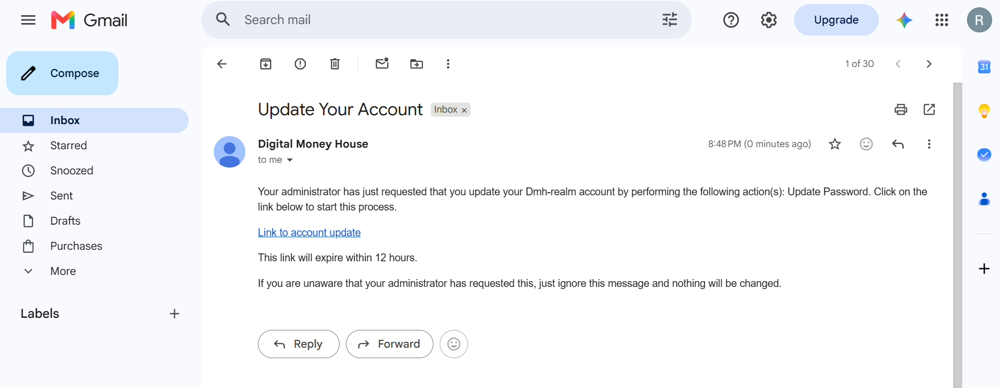 Gmail
Search mail
Upgrade
R
Compose
Inbox
Starred
Snoozed
Sent
Drafts
Purchases
More
Labels
1 of 30
Update Your Account
Inbox ×
Digital Money House
8:48 PM (0 minutes ago)
to me
Your administrator has just requested that you update your Dmh-realm account by performing the following action(s): Update Password. Click on the
link below to start this process.
Link to account update
This link will expire within 12 hours.
If you are unaware that your administrator has requested this, just ignore this message and nothing will be changed.
Reply
Forward
31